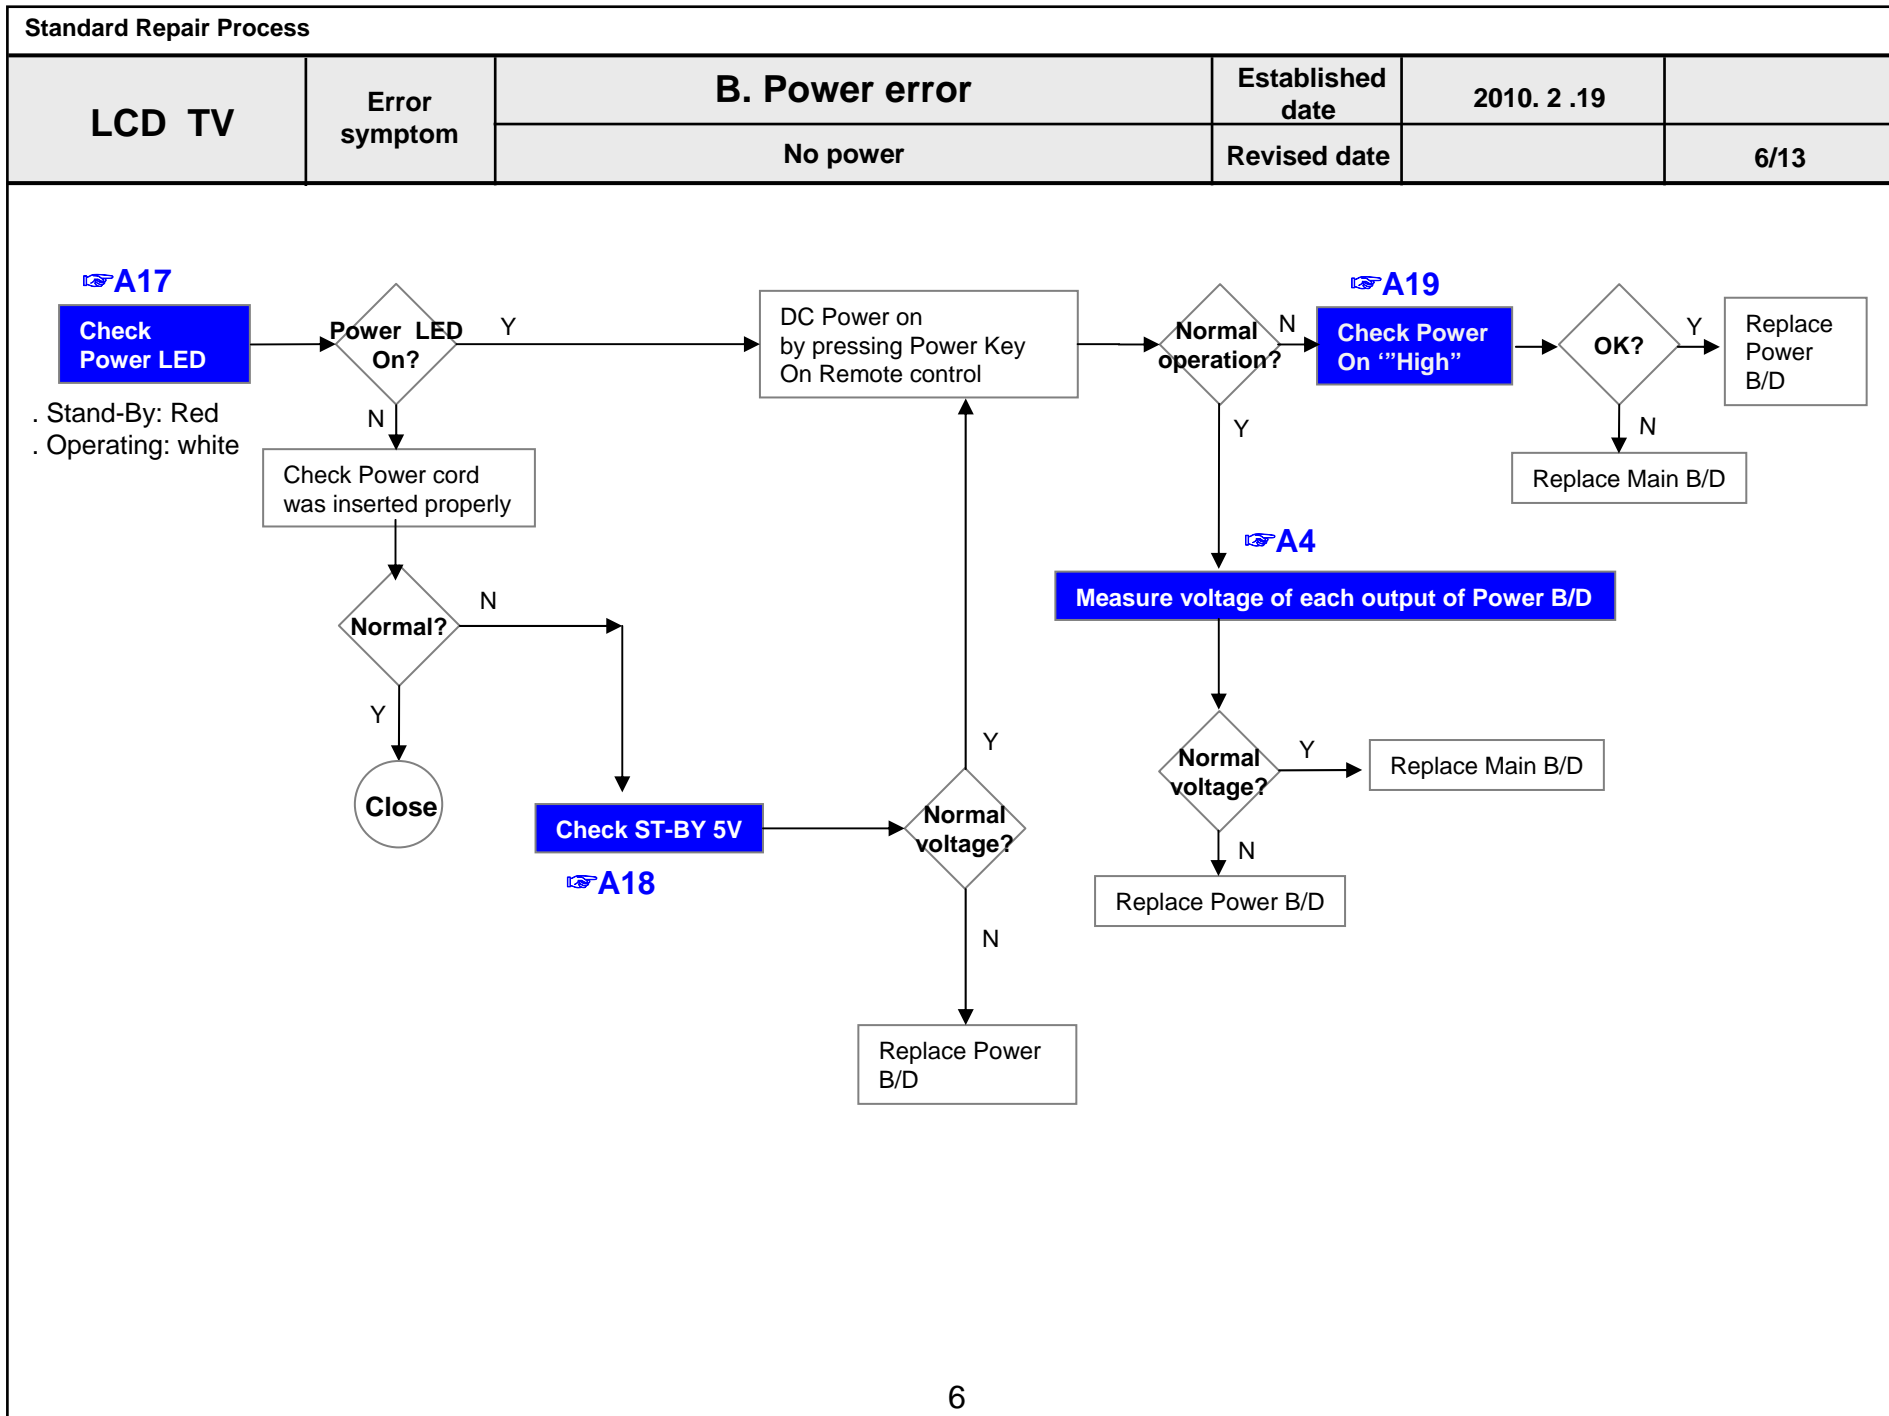 Standard Repair Process
LCD TV
Error
symptom
B. Power error
No power
Established
date
2010. 2 .19
Revised date
6/13
☞A17
Check
Power LED
. Stand-By: Red
. Operating: white
Power LED
On?
Y
N
Check Power cord
was inserted properly
Normal?
N
Y
Close
Check ST-BY 5V
☞A18
Normal
voltage?
Y
N
Replace Power
B/D
DC Power on
by pressing Power Key
On Remote control
Normal
operation?
N
Y
☞A19
Check Power
On ‘”High”
OK?
Y
Replace
Power
B/D
N
Replace Main B/D
☞A4
Measure voltage of each output of Power B/D
Normal
voltage?
Y
Replace Main B/D
N
Replace Power B/D
6